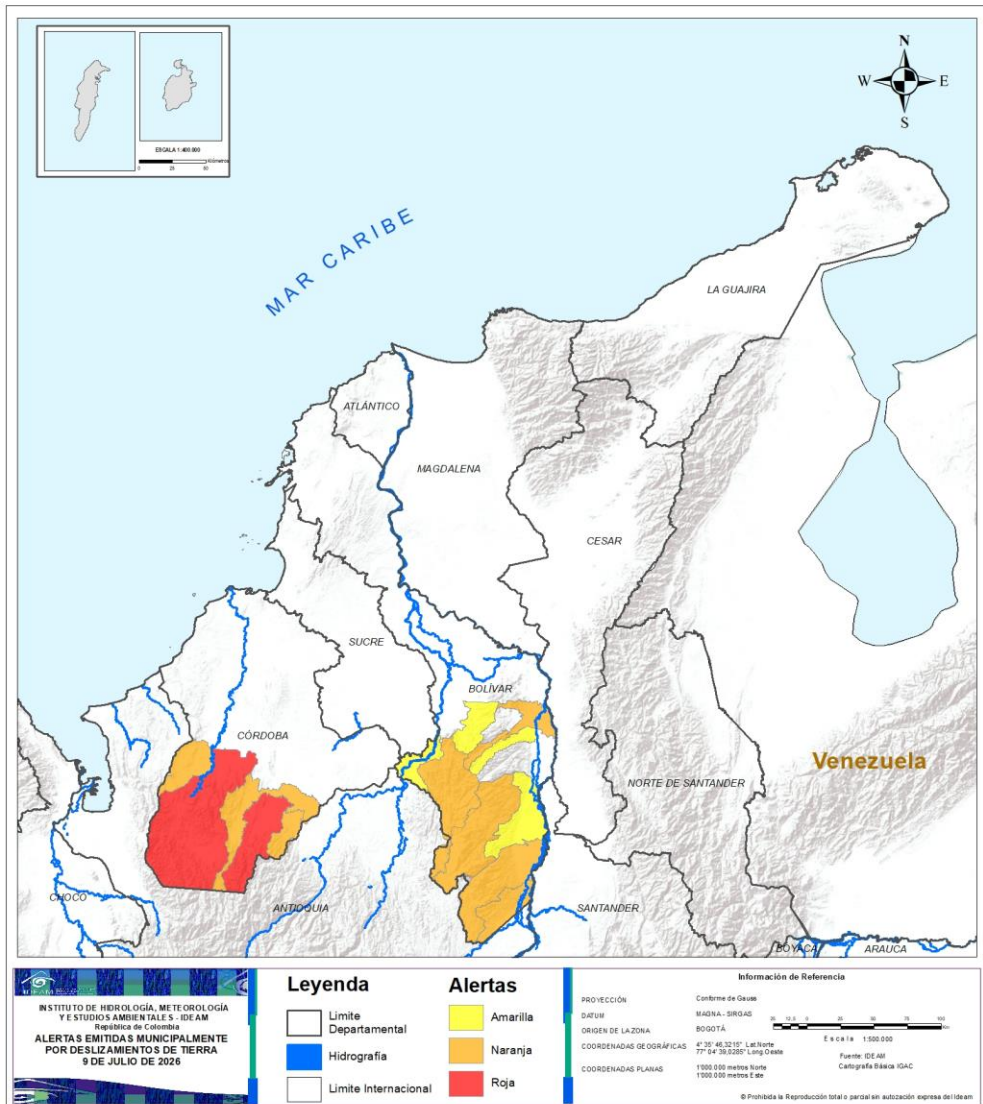 N
W E
S
ESCALA 1:400.000
MAR CARIBE
LA GUAJIRA
ATLÁNTICO
MAGDALENA
CESAR
SUCRE
BOLÍVAR
CÓRDOBA
NORTE DE SANTANDER
Venezuela
CHOCO
ANTIOQUIA
SANTANDER
BOYACÁ
ARAUCA
IDEAM
INSTITUTO DE HIDROLOGÍA, METEOROLOGÍA
Y ESTUDIOS AMBIENTALES - IDEAM
República de Colombia
ALERTAS EMITIDAS MUNICIPALMENTE
POR DESLIZAMIENTOS DE TIERRA
9 DE JULIO DE 2026
Leyenda
Limite
Departamental
Hidrografía
Limite Internacional
Alertas
Amarilla
Naranja
Roja
Información de Referencia
PROYECCIÓN Conforme de Gauss
DATUM MAGNA - SIRGAS
ORIGEN DE LA ZONA BOGOTÁ
COORDENADAS GEOGRÁFICAS 4° 35' 46,3215" Lat.Norte
77° 04' 39,0285" Long.Oeste
COORDENADAS PLANAS 1'000.000 metros Norte
1'000.000 metros Este
Escala 1:500.000
Fuente: IDEAM
Cartografía Básica IGAC
© Prohibida la Reproducción total o parcial sin autozación expresa del Ideam